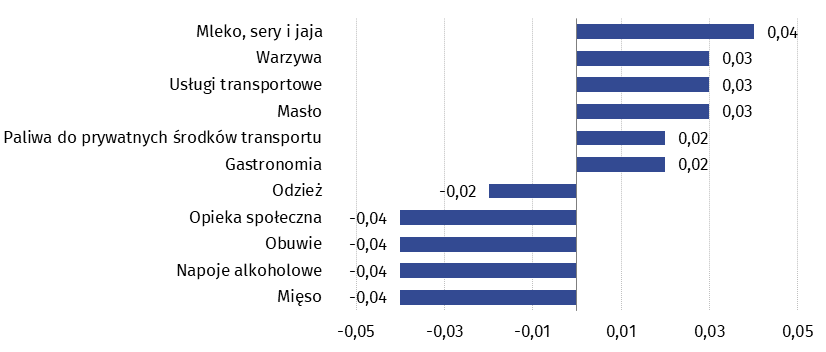 Mleko, sery i jaja 0,04
Warzywa 0,03
Usługi transportowe 0,03
Masło 0,03
Paliwa do prywatnych środków transportu 0,02
Gastronomia 0,02
Odzież -0,02
Opieka społeczna -0,04
Obuwie -0,04
Napoje alkoholowe -0,04
Mięso -0,04
-0,05 -0,03 -0,01 0,01 0,03 0,05